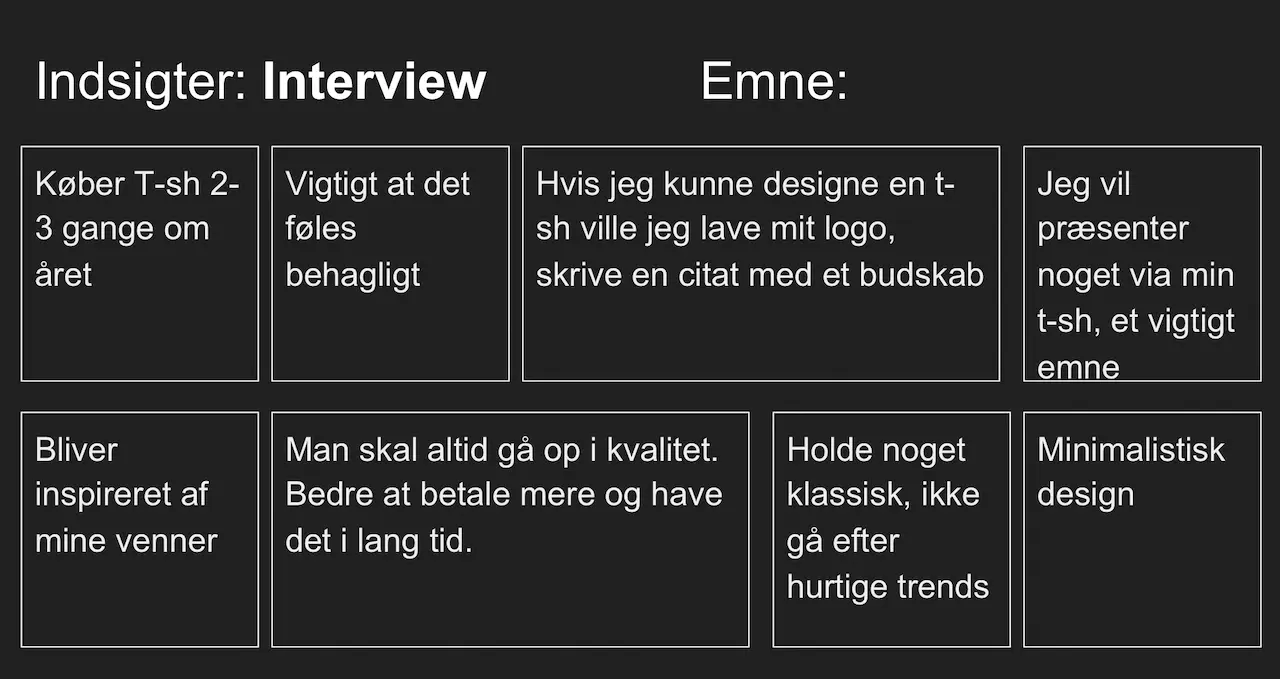 Indsigter: Interview
Emne:
Køber T-sh 2-
3 gange om
året
Vigtigt at det
føles
behagligt
Hvis jeg kunne designe en t-
sh ville jeg lave mit logo,
skrive en citat med et budskab
Jeg vil
præsenter
noget via min
t-sh, et vigtigt
emne
Bliver
inspireret af
mine venner
Man skal altid gå op i kvalitet.
Bedre at betale mere og have
det i lang tid.
Holde noget
klassisk, ikke
gå efter
hurtige trends
Minimalistisk
design